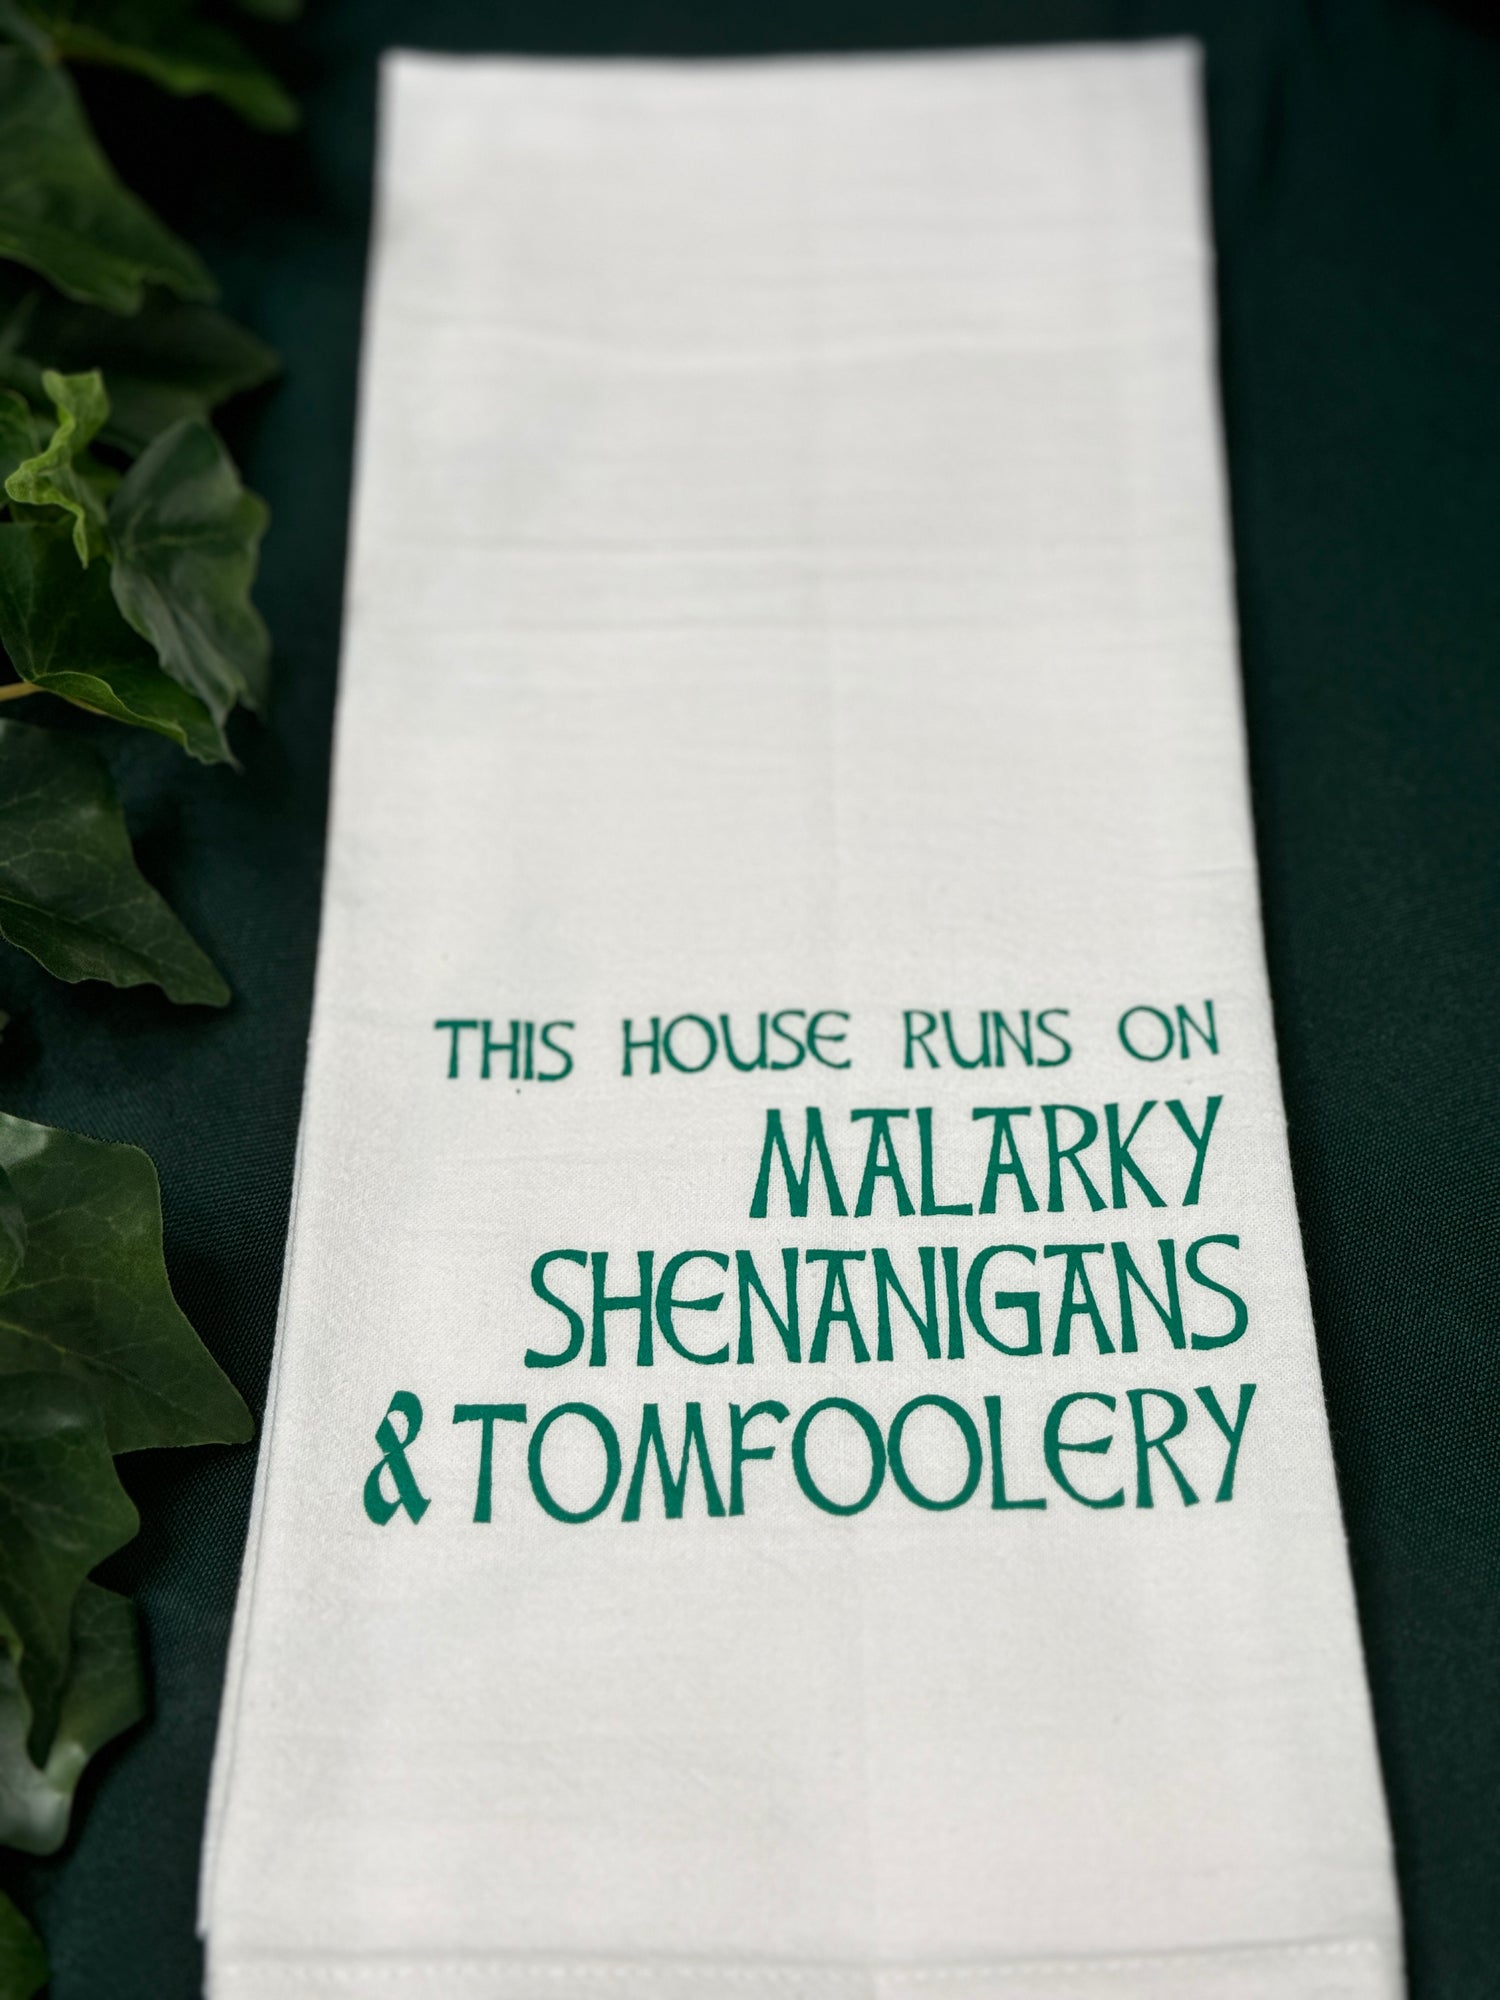 THIS HOUSE RUNS ON
MALARKY
SHENANIGANS
& TOMFOOLERY